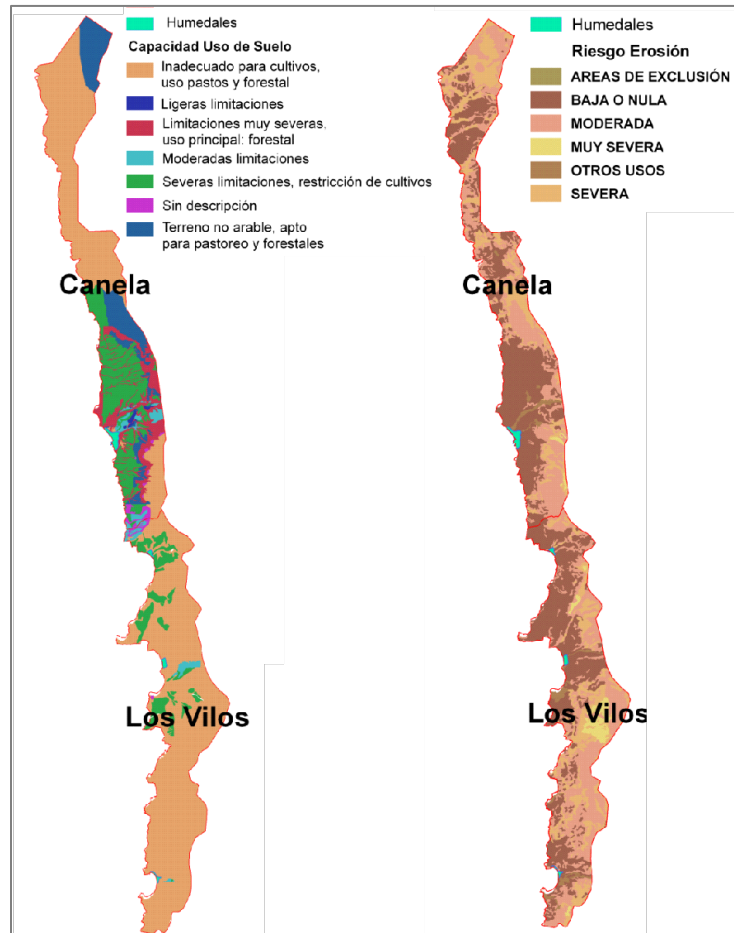 Humedales
Capacidad Uso de Suelo
Inadecuado para cultivos,
uso pastos y forestal
Ligeras limitaciones
Limitaciones muy severas,
uso principal: forestal
Moderadas limitaciones
Severas limitaciones, restricción de cultivos
Sin descripción
Terreno no arable, apto
para pastoreo y forestales
Canela
Los Vilos
Humedales
Riesgo Erosión
AREAS DE EXCLUSIÓN
BAJA O NULA
MODERADA
MUY SEVERA
OTROS USOS
SEVERA
Canela
Los Vilos